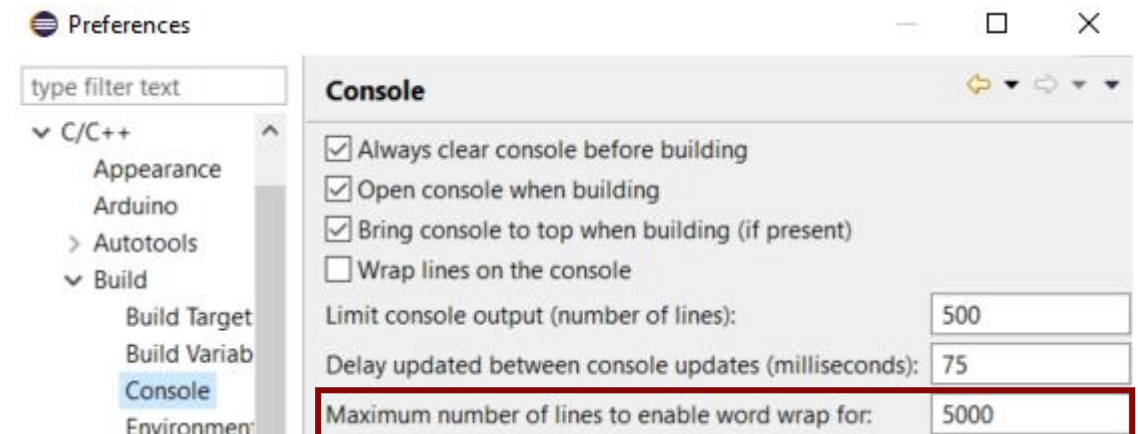 Preferences
type filter text
C/C++
Appearance
Arduino
Autotools
Build
Build Target
Build Variab
Console
Environmen
Console
Always clear console before building
Open console when building
Bring console to top when building (if present)
Wrap lines on the console
Limit console output (number of lines): 500
Delay updated between console updates (milliseconds): 75
Maximum number of lines to enable word wrap for: 5000